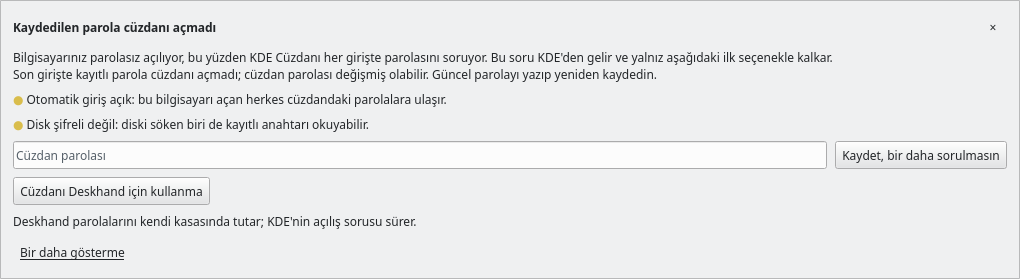 Kaydedilen parola cüzdanı açmadı
×
Bilgisayarınız parolasız açılıyor, bu yüzden KDE Cüzdanı her girişte parolasını soruyor. Bu soru KDE'den gelir ve yalnız aşağıdaki ilk seçenekle kalkar.
Son girişte kayıtlı parola cüzdanı açmadı; cüzdan parolası değişmiş olabilir. Güncel parolayı yazıp yeniden kaydedin.
Otomatik giriş açık: bu bilgisayarı açan herkes cüzdandaki parolalara ulaşır.
Disk şifreli değil: diski söken biri de kayıtlı anahtarı okuyabilir.
Cüzdan parolası
Kaydet, bir daha sorulmasın
Cüzdanı Deskhand için kullanma
Deskhand parolalarını kendi kasasında tutar; KDE'nin açılış sorusu sürer.
Bir daha gösterme